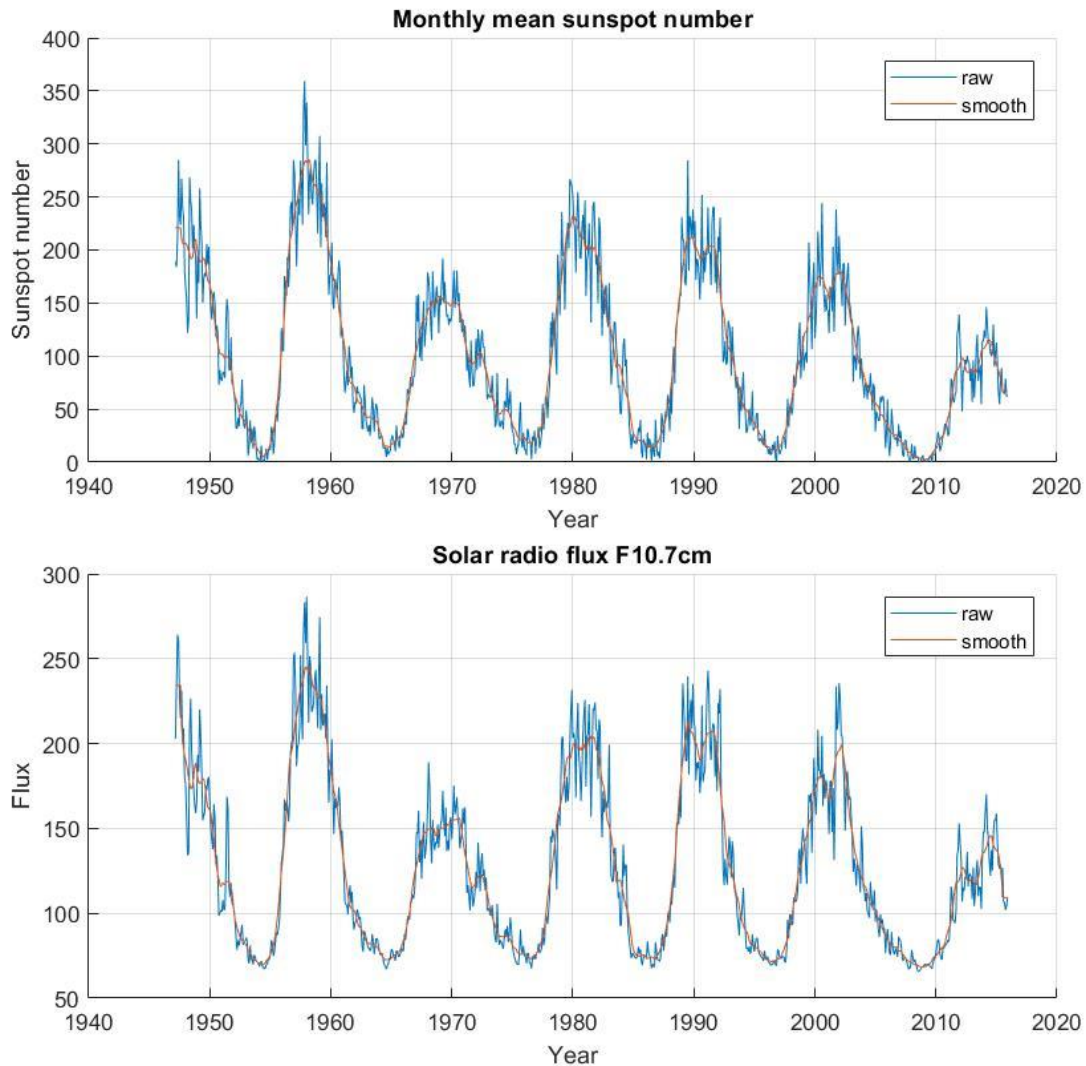 Monthly mean sunspot number
400
350
300
250
200
150
100
50
0
Sunspot number
raw
smooth
1940 1950 1960 1970 1980 1990 2000 2010 2020
Year
Solar radio flux F10.7cm
300
250
200
150
100
50
Flux
raw
smooth
1940 1950 1960 1970 1980 1990 2000 2010 2020
Year